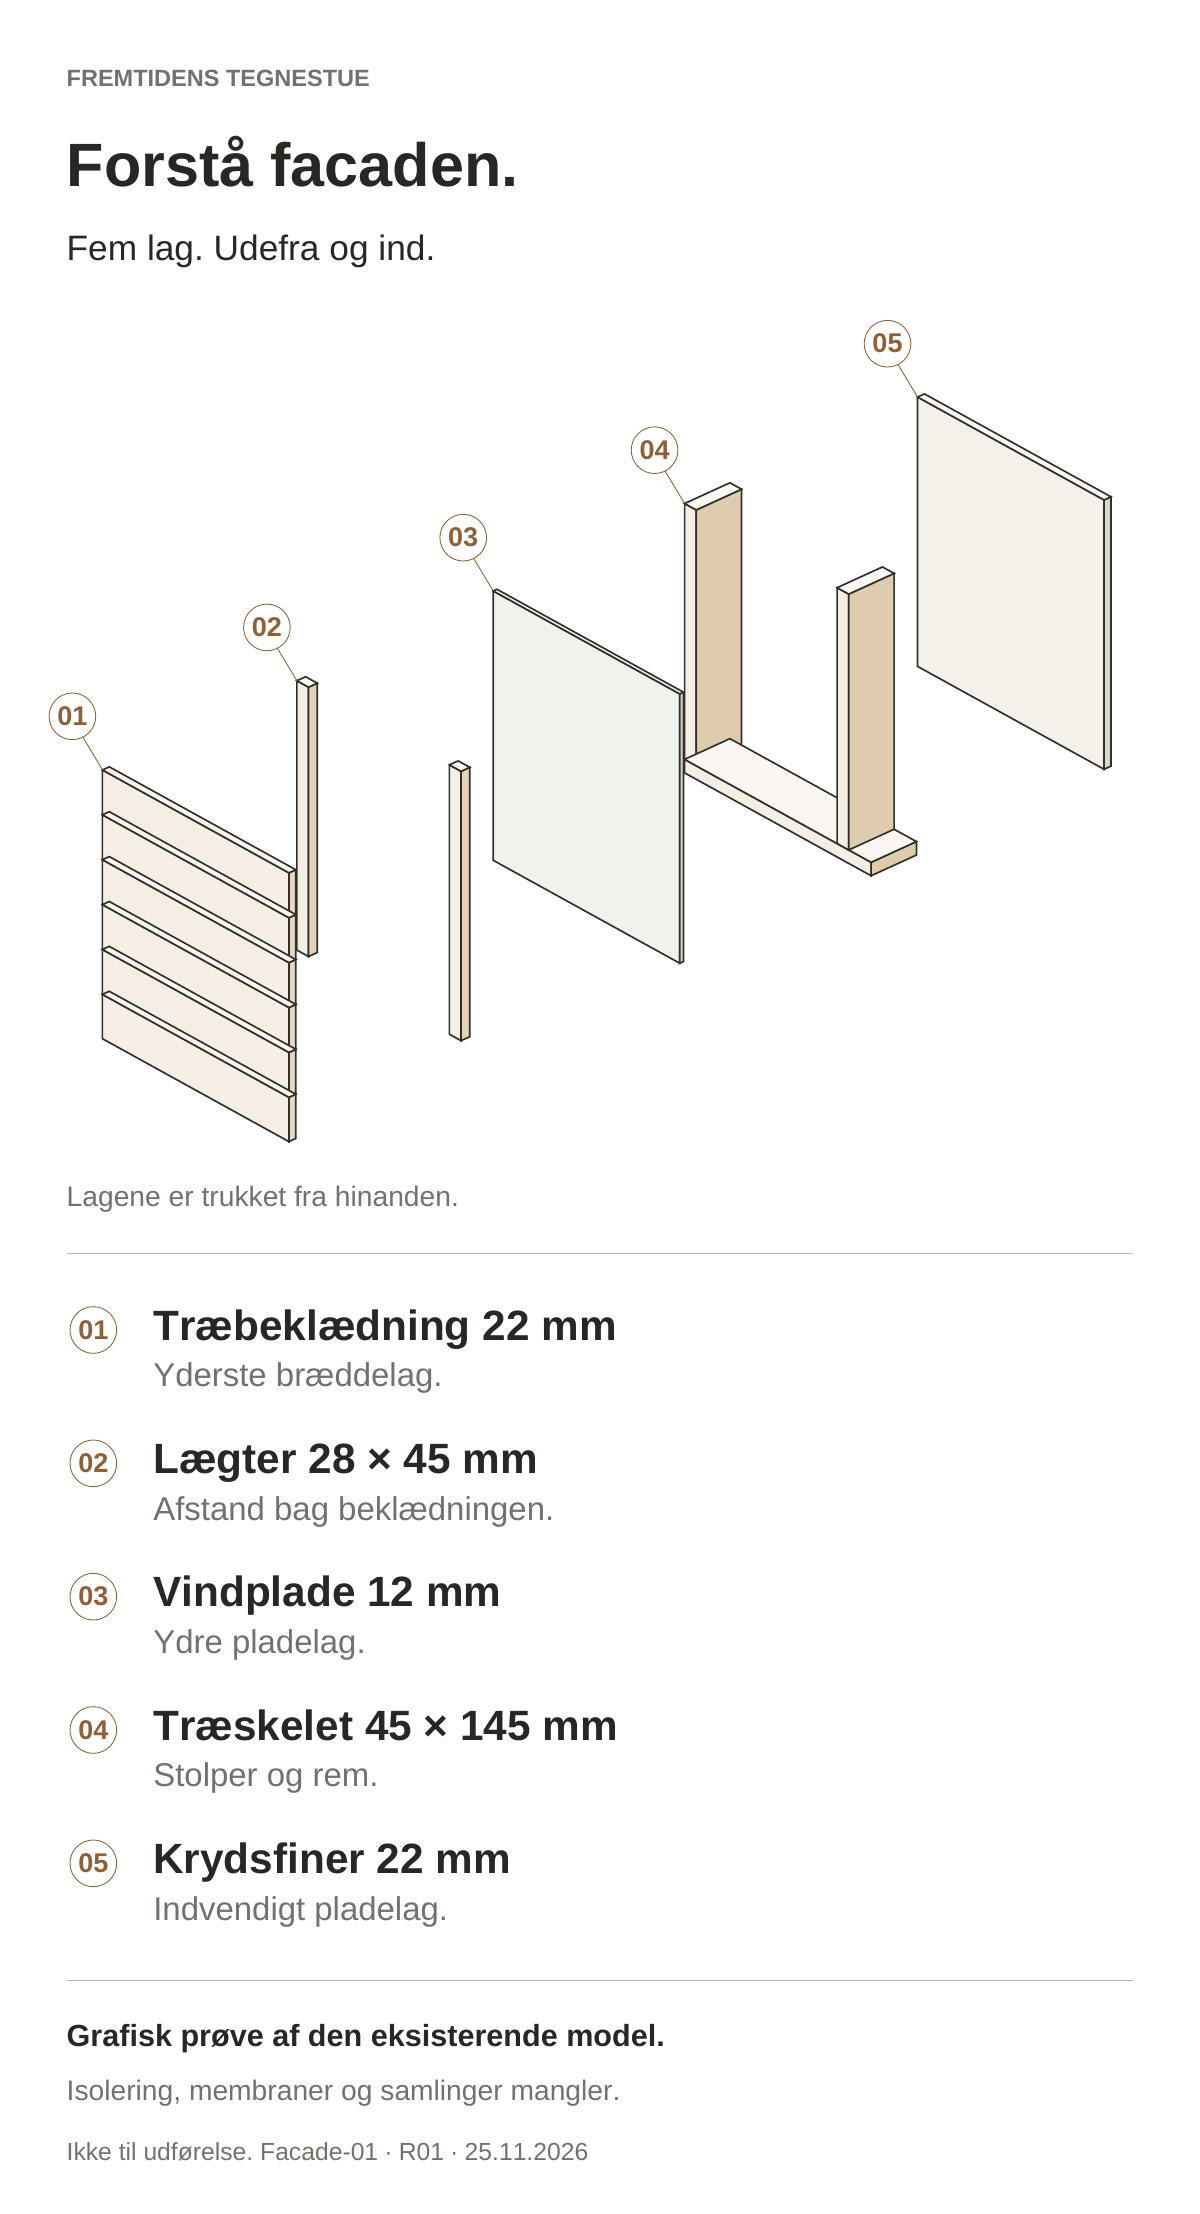 FREMTIDENS TEGNESTUE
Forstå facaden.
Fem lag. Udefra og ind.
05
04
03
02
01
Lagene er trukket fra hinanden.
01 Træbeklædning 22 mm
Yderste bræddelag.
02 Lægter 28 × 45 mm
Afstand bag beklædningen.
03 Vindplade 12 mm
Ydre pladelag.
04 Træskelet 45 × 145 mm
Stolper og rem.
05 Krydsfiner 22 mm
Indvendigt pladelag.
Grafisk prøve af den eksisterende model.
Isolering, membraner og samlinger mangler.
Ikke til udførelse. Facade-01 · R01 · 25.11.2026